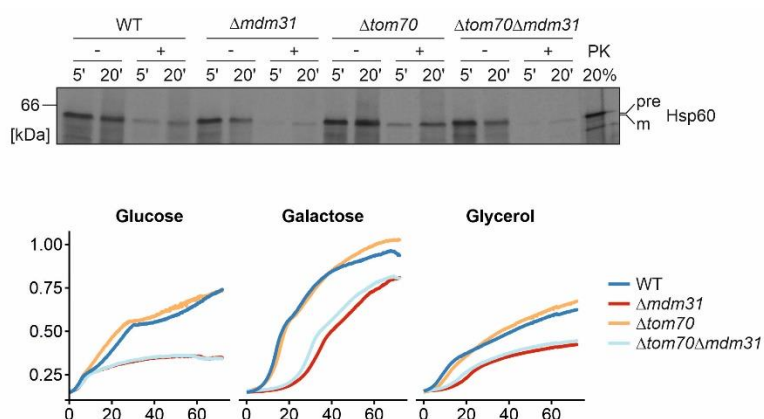 WT Δmdm31 Δtom70 Δtom70Δmdm31
- + - + - + - + PK
5' 20' 5' 20' 5' 20' 5' 20' 5' 20' 5' 20' 5' 20' 5' 20' 20%
66
pre
m
Hsp60
[kDa]
Glucose Galactose Glycerol
1.00
0.75
0.50
0.25
WT
Δmdm31
Δtom70
Δtom70Δmdm31
0 20 40 60 0 20 40 60 0 20 40 60